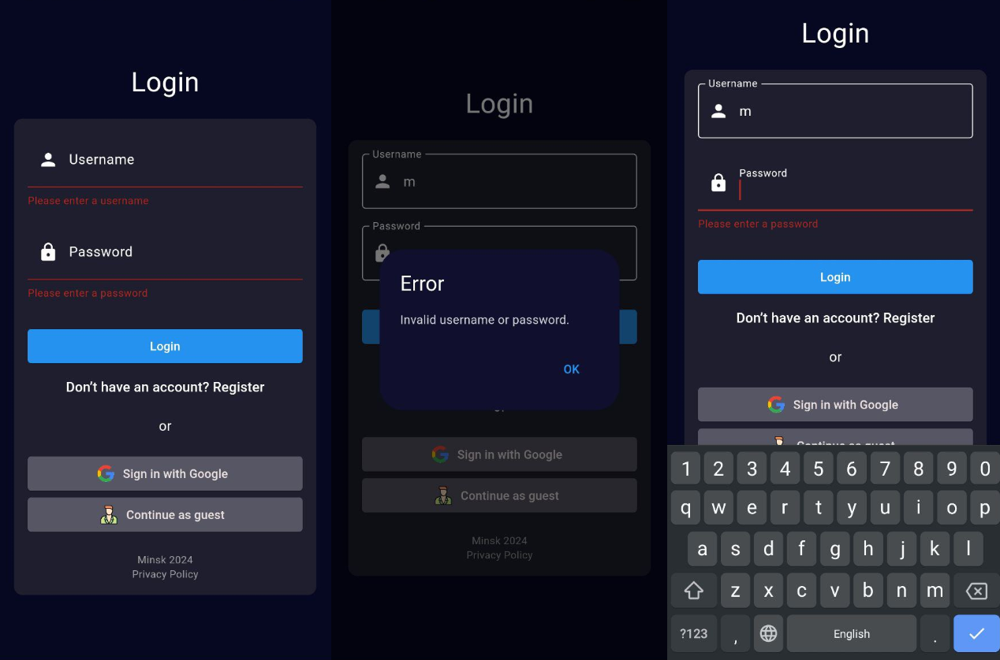 Login
Username
Please enter a username
Password
Please enter a password
Login
Don't have an account? Register
or
Sign in with Google
Continue as guest
Minsk 2024
Privacy Policy
Login
Username
m
Password
Error
Invalid username or password.
OK
Sign in with Google
Continue as guest
Minsk 2024
Privacy Policy
Login
Username
m
Password
Please enter a password
Login
Don't have an account? Register
or
Sign in with Google
Continue as guest
1 2 3 4 5 6 7 8 9 0
q w e r t y u i o p
a s d f g h j k l
z x c v b n m
?123 , English .